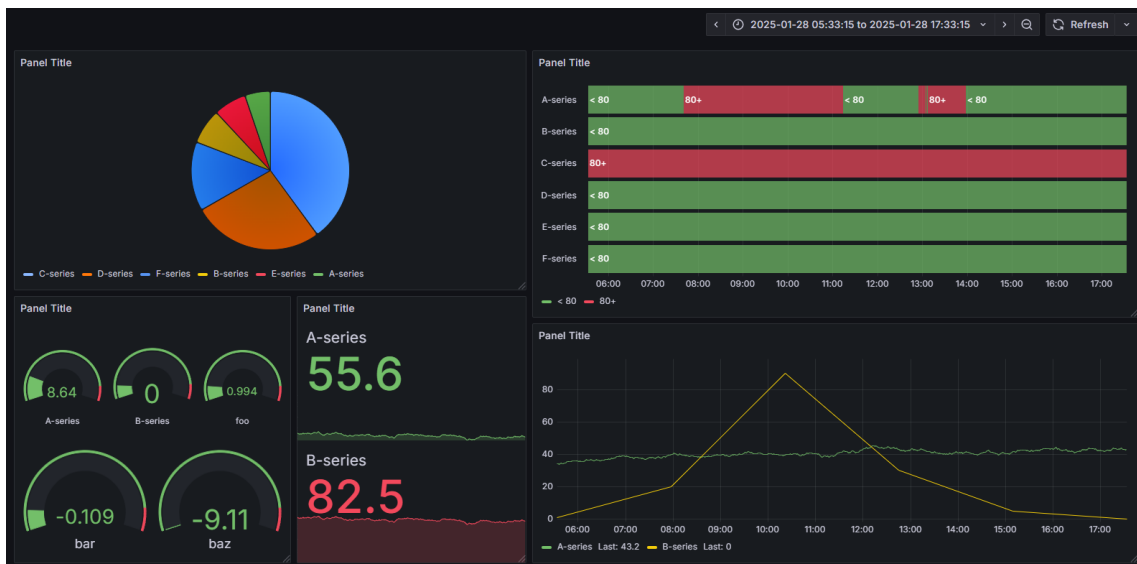 2025-01-28 05:33:15 to 2025-01-28 17:33:15
Refresh
Panel Title
C-series D-series F-series B-series E-series A-series
Panel Title
A-series < 80 80+ < 80 80+ < 80
B-series < 80
C-series 80+
D-series < 80
E-series < 80
F-series < 80
06:00 07:00 08:00 09:00 10:00 11:00 12:00 13:00 14:00 15:00 16:00 17:00
< 80 80+
Panel Title
8.64 0 0.994
A-series B-series foo
-0.109 -9.11
bar baz
Panel Title
A-series
55.6
B-series
82.5
Panel Title
80
60
40
20
0
06:00 07:00 08:00 09:00 10:00 11:00 12:00 13:00 14:00 15:00 16:00 17:00
A-series Last: 43.2 B-series Last: 0